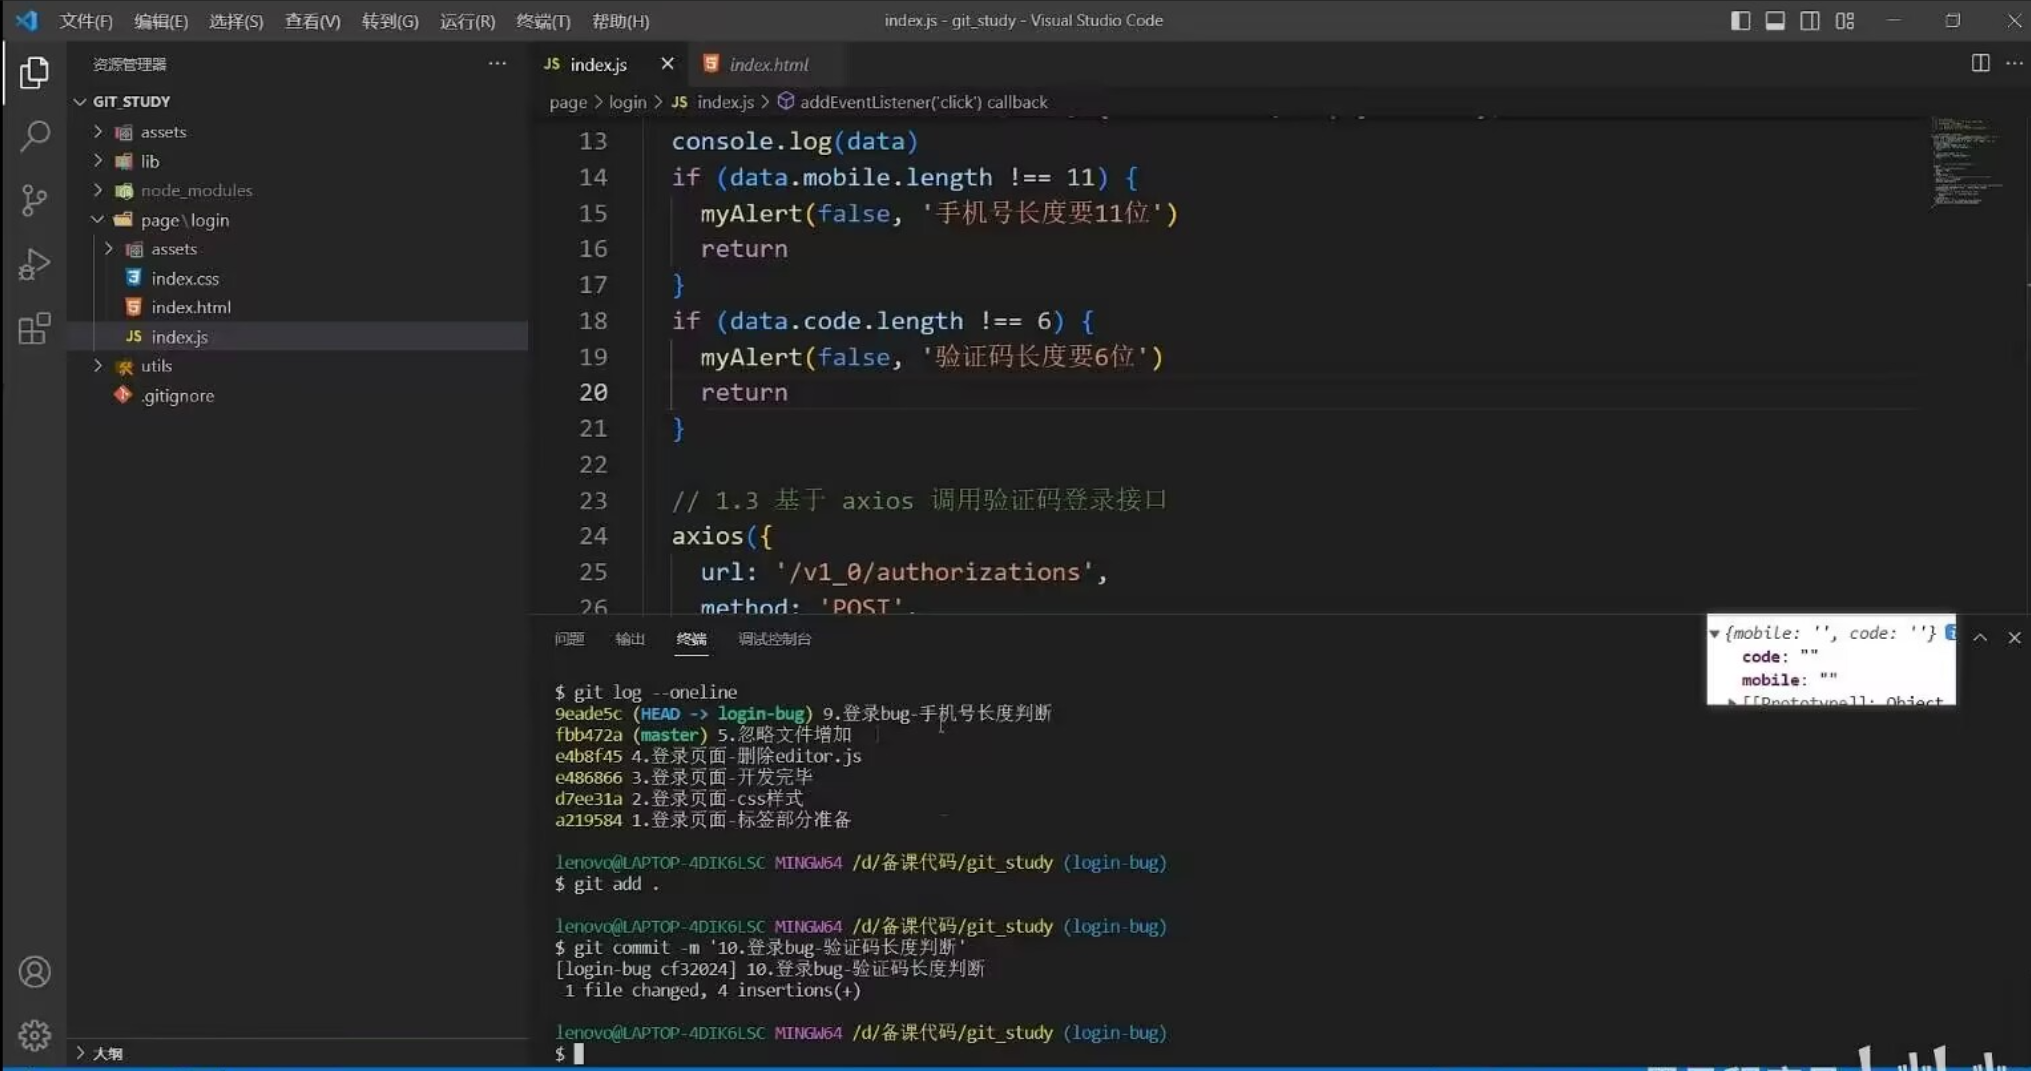 文件(F) 编辑(E) 选择(S) 查看(V) 转到(G) 运行(R) 终端(T) 帮助(H) index.js - git_study - Visual Studio Code
资源管理器
GIT_STUDY
assets
lib
node_modules
page\login
assets
index.css
index.html
JS index.js
utils
.gitignore
大纲
JS index.js index.html
page > login > JS index.js > addEventListener('click') callback
13 console.log(data)
14 if (data.mobile.length !== 11) {
15 myAlert(false, '手机号长度要11位')
16 return
17 }
18 if (data.code.length !== 6) {
19 myAlert(false, '验证码长度要6位')
20 return
21 }
22
23 // 1.3 基于 axios 调用验证码登录接口
24 axios({
25 url: '/v1_0/authorizations',
26 method: 'POST',
问题 输出 终端 调试控制台
{mobile: '', code: ''}
code: ""
mobile: ""
[[Prototype]]: Object
$ git log --oneline
9eade5c (HEAD -> login-bug) 9.登录bug-手机号长度判断
fbb472a (master) 5.忽略文件增加
e4b8f45 4.登录页面-删除editor.js
e486866 3.登录页面-开发完毕
d7ee31a 2.登录页面-css样式
a219584 1.登录页面-标签部分准备
lenovo@LAPTOP-4DIK6LSC MINGW64 /d/备课代码/git_study (login-bug)
$ git add .
lenovo@LAPTOP-4DIK6LSC MINGW64 /d/备课代码/git_study (login-bug)
$ git commit -m '10.登录bug-验证码长度判断'
[login-bug cf32024] 10.登录bug-验证码长度判断
1 file changed, 4 insertions(+)
lenovo@LAPTOP-4DIK6LSC MINGW64 /d/备课代码/git_study (login-bug)
$